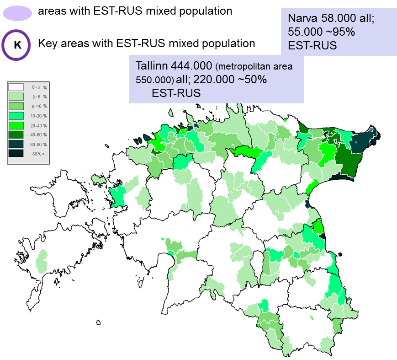 areas with EST-RUS mixed population
K Key areas with EST-RUS mixed population
Narva 58.000 all;
55.000 ~95%
EST-RUS
Tallinn 444.000 (metropolitan area
550.000) all; 220.000 ~50%
EST-RUS